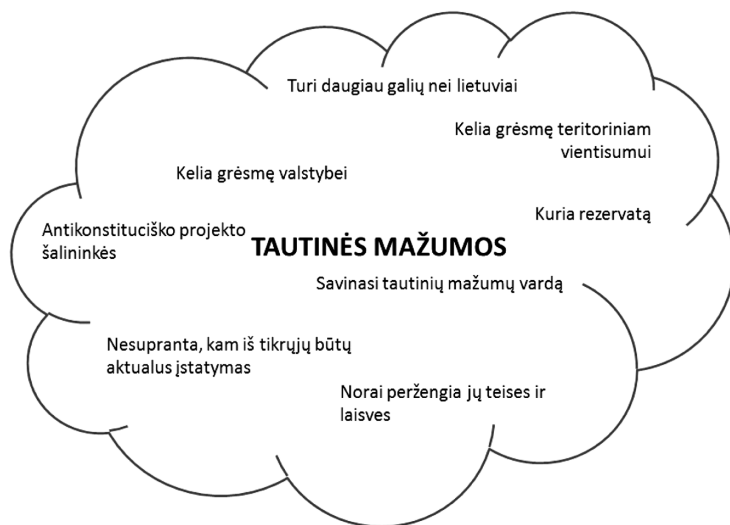 Turi daugiau galių nei lietuviai
Kelia grėsmę teritoriniam
vientisumui
Kelia grėsmę valstybei
Kuria rezervatą
Antikonstituciško projekto
šalininkės
TAUTINĖS MAŽUMOS
Savinasi tautinių mažumų vardą
Nesupranta, kam iš tikrųjų būtų
aktualus įstatymas
Norai peržengia jų teises ir
laisves